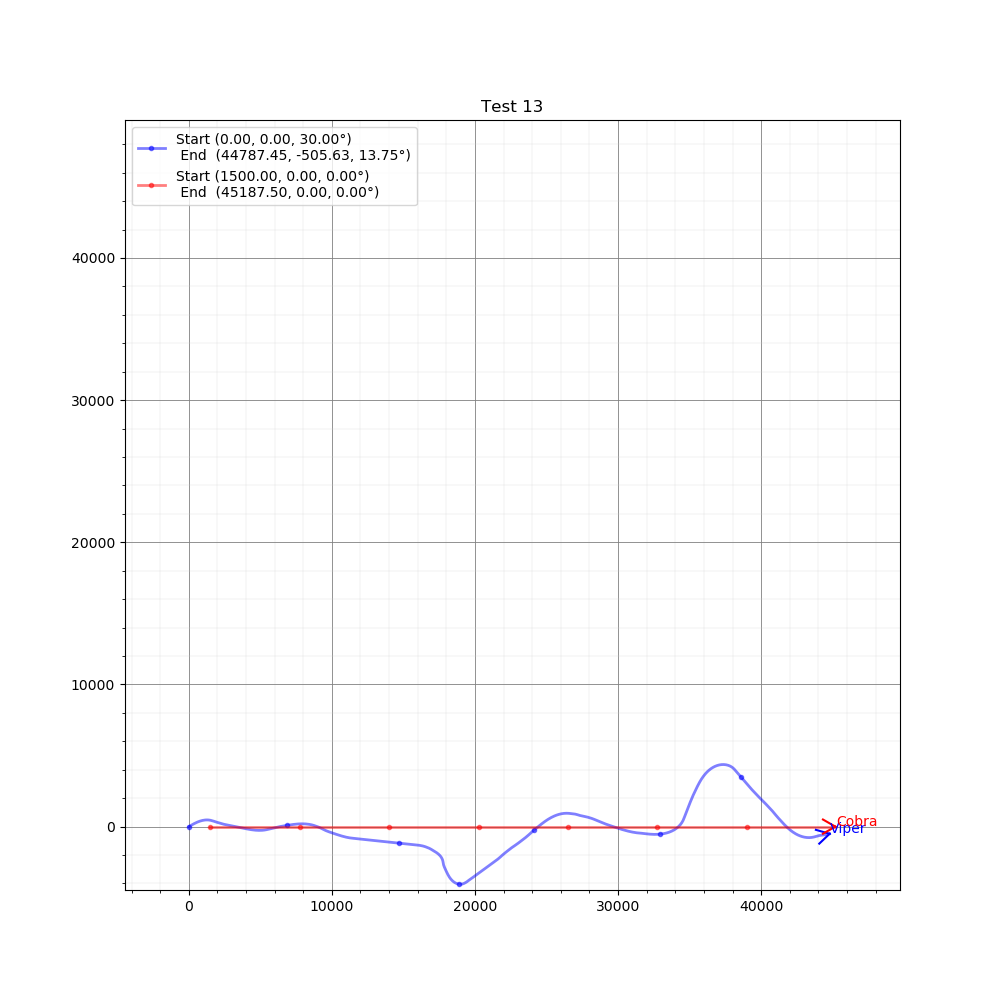 Test 13
Start (0.00, 0.00, 30.00°)
End  (44787.45, -505.63, 13.75°)
Start (1500.00, 0.00, 0.00°)
End  (45187.50, 0.00, 0.00°)
40000
30000
20000
10000
0
Cobra
Viper
0 10000 20000 30000 40000